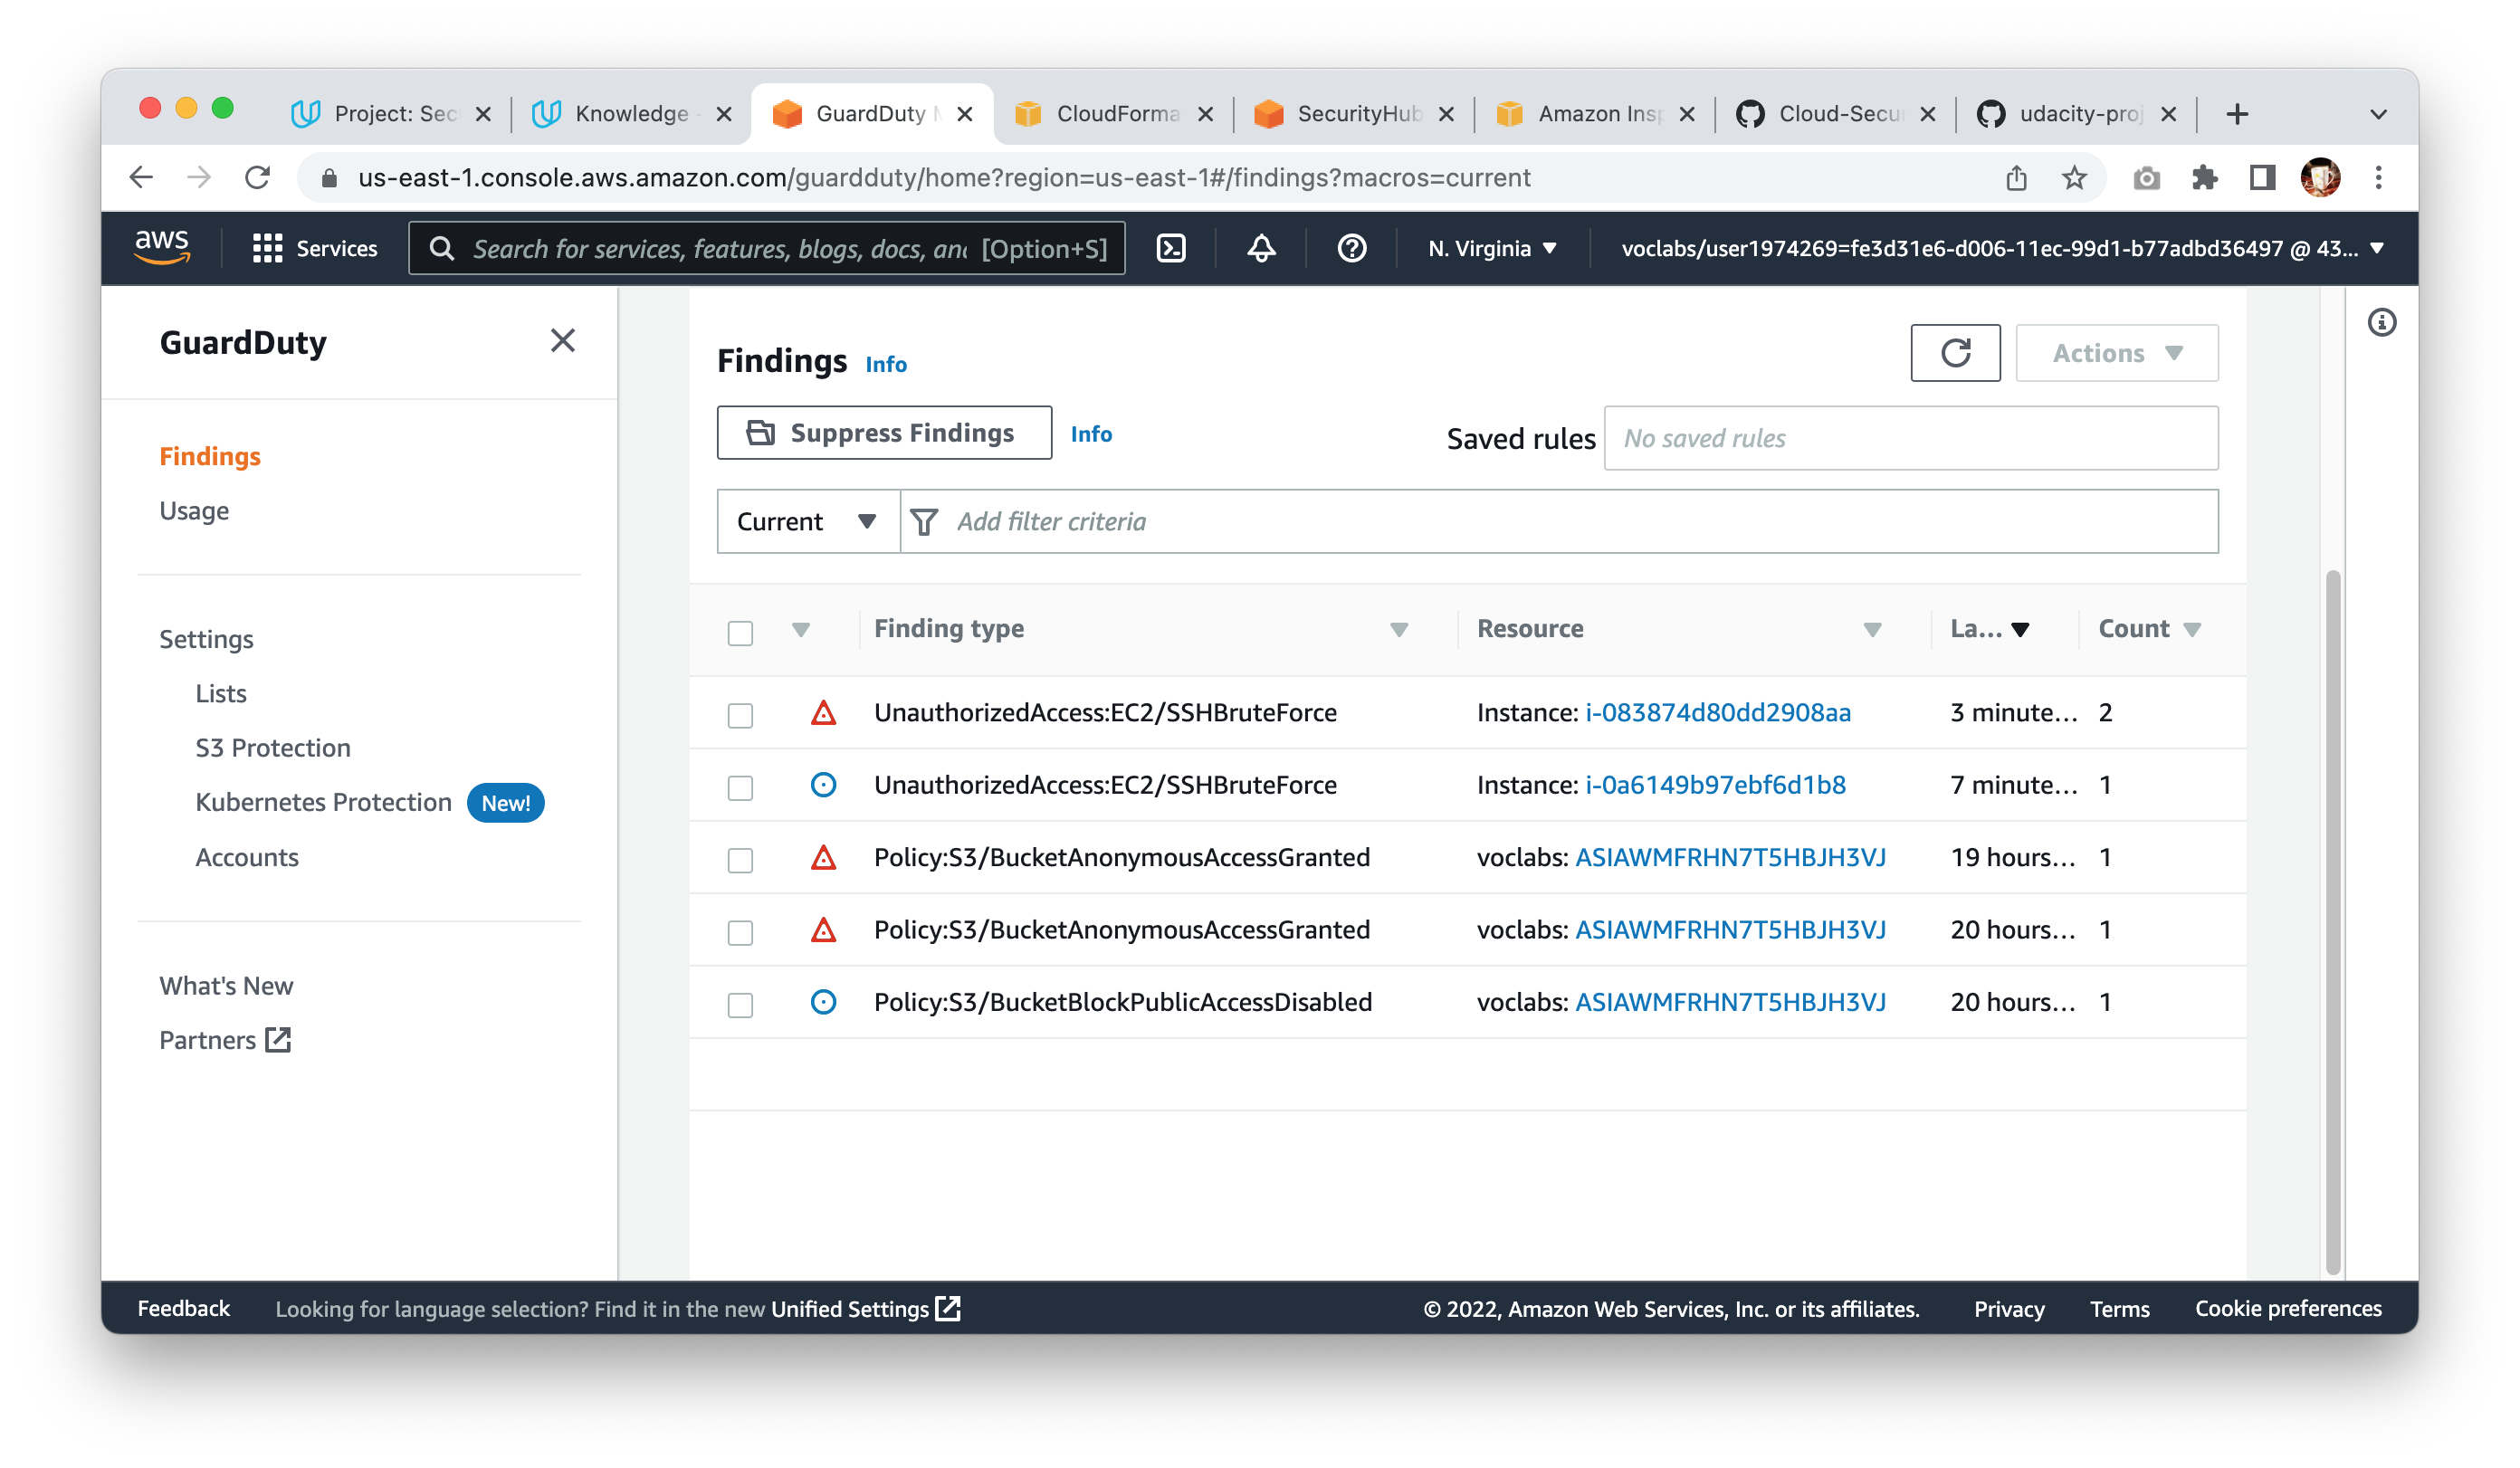 Project: Sec
Knowledge -
GuardDuty
CloudForma
SecurityHub
Amazon Insp
Cloud-Secur
udacity-proj
us-east-1.console.aws.amazon.com/guardduty/home?region=us-east-1#/findings?macros=current
aws
Services
Search for services, features, blogs, docs, and
[Option+S]
N. Virginia
voclabs/user1974269=fe3d31e6-d006-11ec-99d1-b77adbd36497 @ 43...
GuardDuty
Findings
Usage
Settings
Lists
S3 Protection
Kubernetes Protection New!
Accounts
What's New
Partners
Findings Info
Actions
Suppress Findings Info
Saved rules No saved rules
Current Add filter criteria
Finding type Resource La... Count
UnauthorizedAccess:EC2/SSHBruteForce Instance: i-083874d80dd2908aa 3 minute... 2
UnauthorizedAccess:EC2/SSHBruteForce Instance: i-0a6149b97ebf6d1b8 7 minute... 1
Policy:S3/BucketAnonymousAccessGranted voclabs: ASIAWMFRHN7T5HBJH3VJ 19 hours... 1
Policy:S3/BucketAnonymousAccessGranted voclabs: ASIAWMFRHN7T5HBJH3VJ 20 hours... 1
Policy:S3/BucketBlockPublicAccessDisabled voclabs: ASIAWMFRHN7T5HBJH3VJ 20 hours... 1
Feedback Looking for language selection? Find it in the new Unified Settings © 2022, Amazon Web Services, Inc. or its affiliates. Privacy Terms Cookie preferences